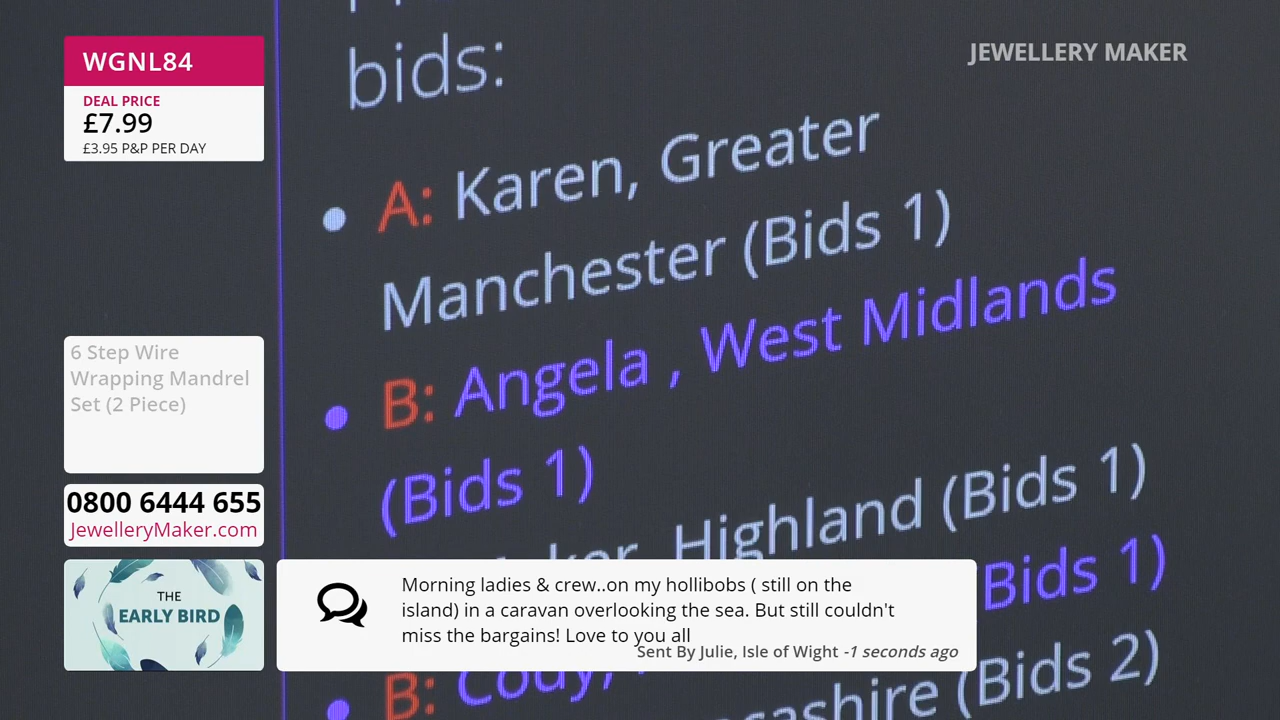 WGNL84
DEAL PRICE
£7.99
£3.95 P&P PER DAY
JEWELLERY MAKER
bids:
A: Karen, Greater
Manchester (Bids 1)
B: Angela , West Midlands
(Bids 1)
Highland (Bids 1)
Bids 1)
B: Cody,
(Bids 2)
6 Step Wire
Wrapping Mandrel
Set (2 Piece)
0800 6444 655
JewelleryMaker.com
THE
EARLY BIRD
Morning ladies & crew..on my hollibobs ( still on the
island) in a caravan overlooking the sea. But still couldn't
miss the bargains! Love to you all
Sent By Julie, Isle of Wight -1 seconds ago